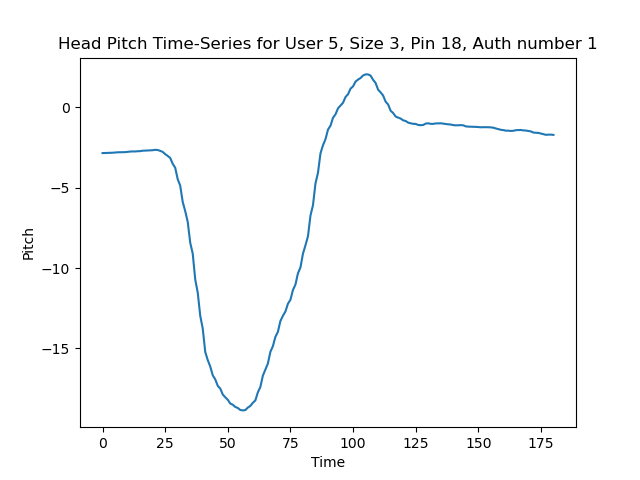 Head Pitch Time-Series for User 5, Size 3, Pin 18, Auth number 1
0
−5
−10
−15
Pitch
0 25 50 75 100 125 150 175
Time